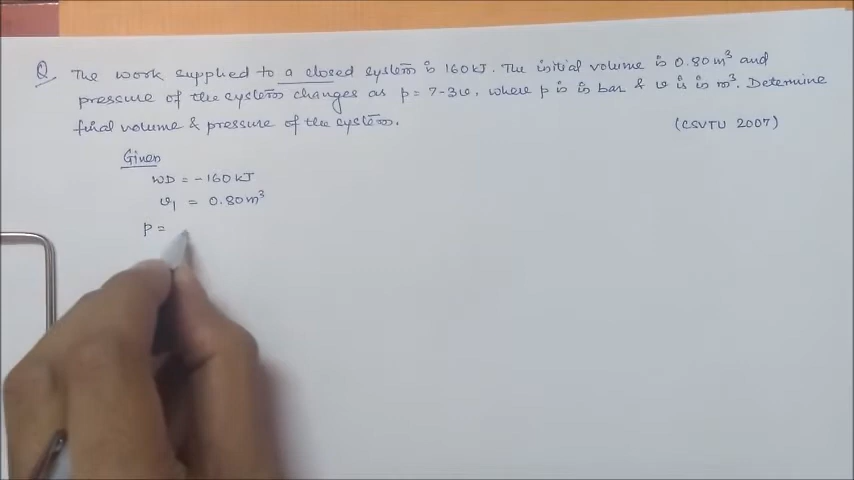 Q. The work supplied to a closed system is 160 kJ. The initial volume is 0.80 m³ and
pressure of the system changes as p = 7-3v, where p is in bar & v is in m³. Determine
final volume & pressure of the system. (CSVTU 2007)
Given
WD = -160 kJ
v₁ = 0.80 m³
p =